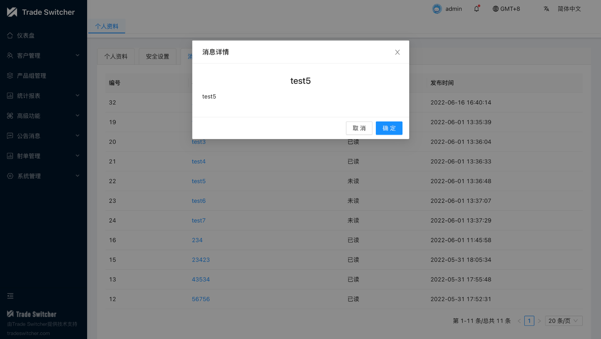 Trade Switcher
admin
GMT+8
简体中文
个人资料
仪表盘
客户管理
产品组管理
统计报表
高级功能
公告消息
附单管理
系统管理
个人资料
安全设置
消息详情
test5
test5
取 消
确 定
编号
发布时间
32
2022-06-16 16:40:14
19
2022-06-01 13:35:39
20
test3
已读
2022-06-01 13:36:04
21
test4
已读
2022-06-01 13:36:33
22
test5
未读
2022-06-01 13:36:48
23
test6
未读
2022-06-01 13:37:07
24
test7
未读
2022-06-01 13:37:29
16
234
已读
2022-06-01 11:45:58
15
23423
已读
2022-05-31 18:05:34
13
43534
已读
2022-05-31 17:55:48
12
56756
已读
2022-05-31 17:52:31
第 1-11 条/总共 11 条
1
20 条/页
Trade Switcher
由Trade Switcher提供技术支持
tradeswitcher.com